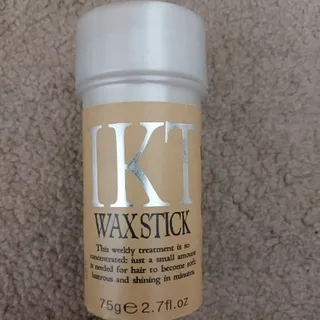 IKT
WAX STICK
This weekly treatment is so
concentrated: just a small amount
is needed for hair to become soft,
lustrous and shining in minutes.
75g e 2.7fl.oz